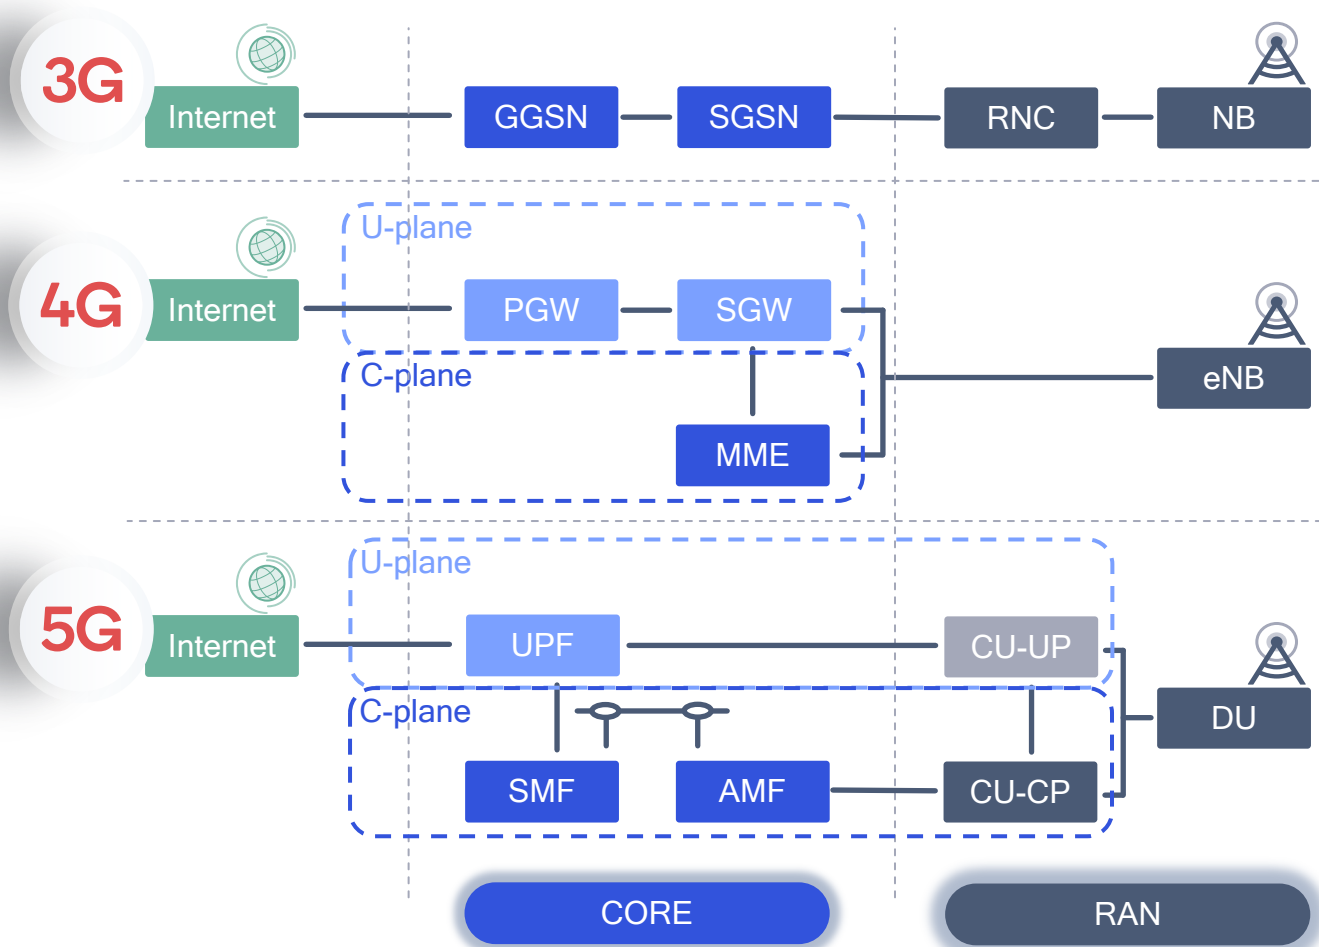 3G
Internet
GGSN
SGSN
RNC
NB
U-plane
4G
Internet
PGW
SGW
C-plane
eNB
MME
U-plane
5G
Internet
UPF
CU-UP
C-plane
DU
SMF
AMF
CU-CP
CORE
RAN